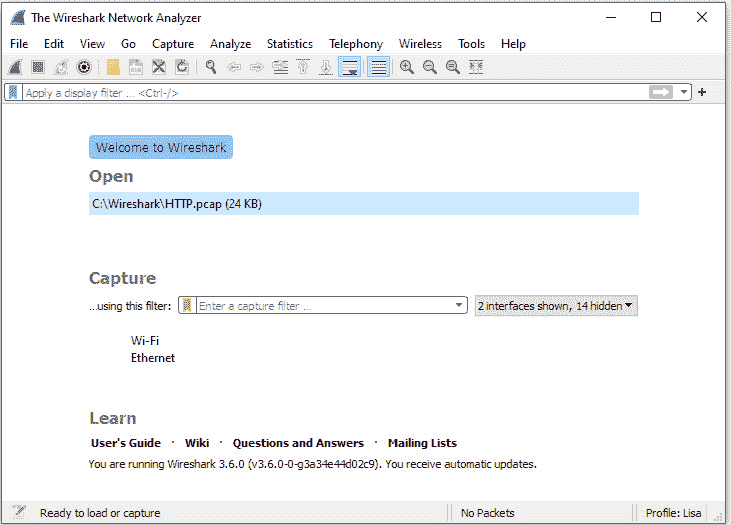 The Wireshark Network Analyzer
File Edit View Go Capture Analyze Statistics Telephony Wireless Tools Help
Apply a display filter ... <Ctrl-/>
Welcome to Wireshark
Open
C:\Wireshark\HTTP.pcap (24 KB)
Capture
...using this filter: Enter a capture filter ... 2 interfaces shown, 14 hidden
Wi-Fi
Ethernet
Learn
User's Guide · Wiki · Questions and Answers · Mailing Lists
You are running Wireshark 3.6.0 (v3.6.0-0-g3a34e44d02c9). You receive automatic updates.
Ready to load or capture No Packets Profile: Lisa